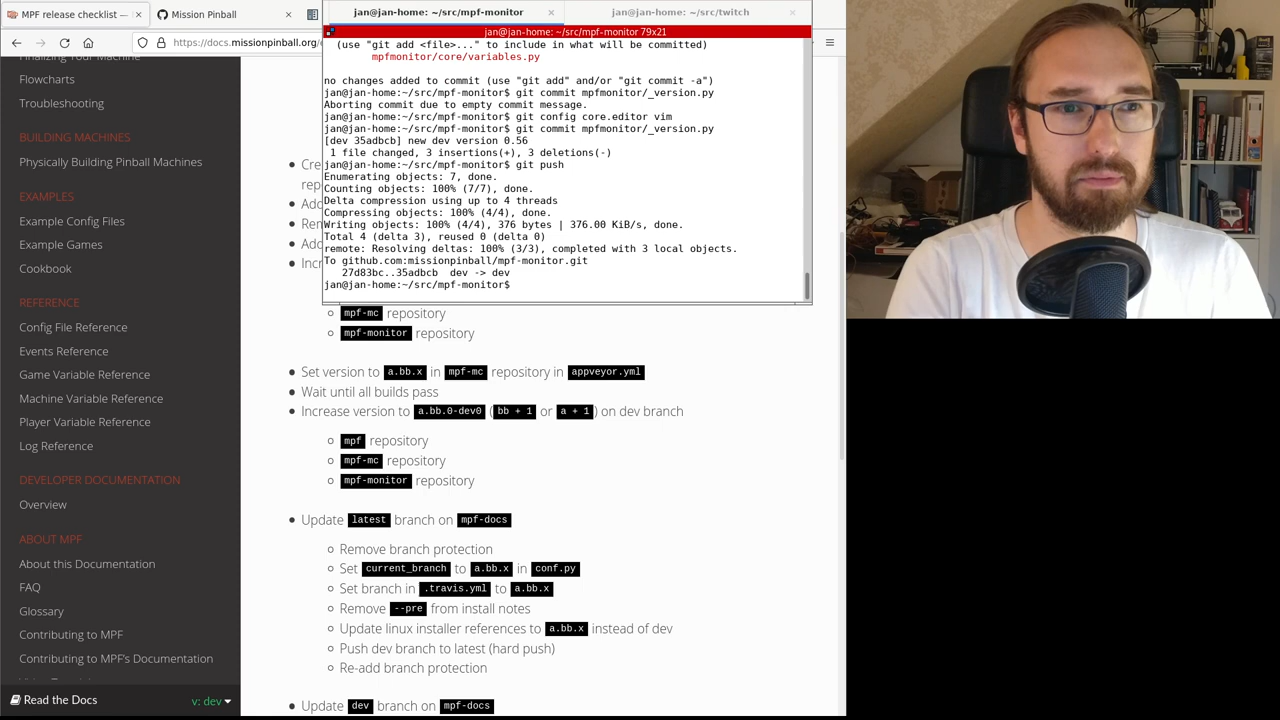 MPF release checklist —
Mission Pinball
https://docs.missionpinball.org/
jan@jan-home: ~/src/mpf-monitor
jan@jan-home: ~/src/twitch
jan@jan-home: ~/src/mpf-monitor 79x21
(use "git add <file>..." to include in what will be committed)
mpfmonitor/core/variables.py
no changes added to commit (use "git add" and/or "git commit -a")
jan@jan-home:~/src/mpf-monitor$ git commit mpfmonitor/_version.py
Aborting commit due to empty commit message.
jan@jan-home:~/src/mpf-monitor$ git config core.editor vim
jan@jan-home:~/src/mpf-monitor$ git commit mpfmonitor/_version.py
[dev 35adbcb] new dev version 0.56
1 file changed, 3 insertions(+), 3 deletions(-)
jan@jan-home:~/src/mpf-monitor$ git push
Enumerating objects: 7, done.
Counting objects: 100% (7/7), done.
Delta compression using up to 4 threads
Compressing objects: 100% (4/4), done.
Writing objects: 100% (4/4), 376 bytes | 376.00 KiB/s, done.
Total 4 (delta 3), reused 0 (delta 0)
remote: Resolving deltas: 100% (3/3), completed with 3 local objects.
To github.com:missionpinball/mpf-monitor.git
27d83bc..35adbcb dev -> dev
jan@jan-home:~/src/mpf-monitor$
Finalizing Your Machine
Flowcharts
Troubleshooting
BUILDING MACHINES
Physically Building Pinball Machines
EXAMPLES
Example Config Files
Example Games
Cookbook
REFERENCE
Config File Reference
Events Reference
Game Variable Reference
Machine Variable Reference
Player Variable Reference
Log Reference
DEVELOPER DOCUMENTATION
Overview
ABOUT MPF
About this Documentation
FAQ
Glossary
Contributing to MPF
Contributing to MPF's Documentation
Read the Docs
v: dev
Cre
rep
Add
Rem
Add
Incr
mpf-mc repository
mpf-monitor repository
Set version to a.bb.x in mpf-mc repository in appveyor.yml
Wait until all builds pass
Increase version to a.bb.0-dev0 (bb + 1 or a + 1) on dev branch
mpf repository
mpf-mc repository
mpf-monitor repository
Update latest branch on mpf-docs
Remove branch protection
Set current_branch to a.bb.x in conf.py
Set branch in .travis.yml to a.bb.x
Remove --pre from install notes
Update linux installer references to a.bb.x instead of dev
Push dev branch to latest (hard push)
Re-add branch protection
Update dev branch on mpf-docs